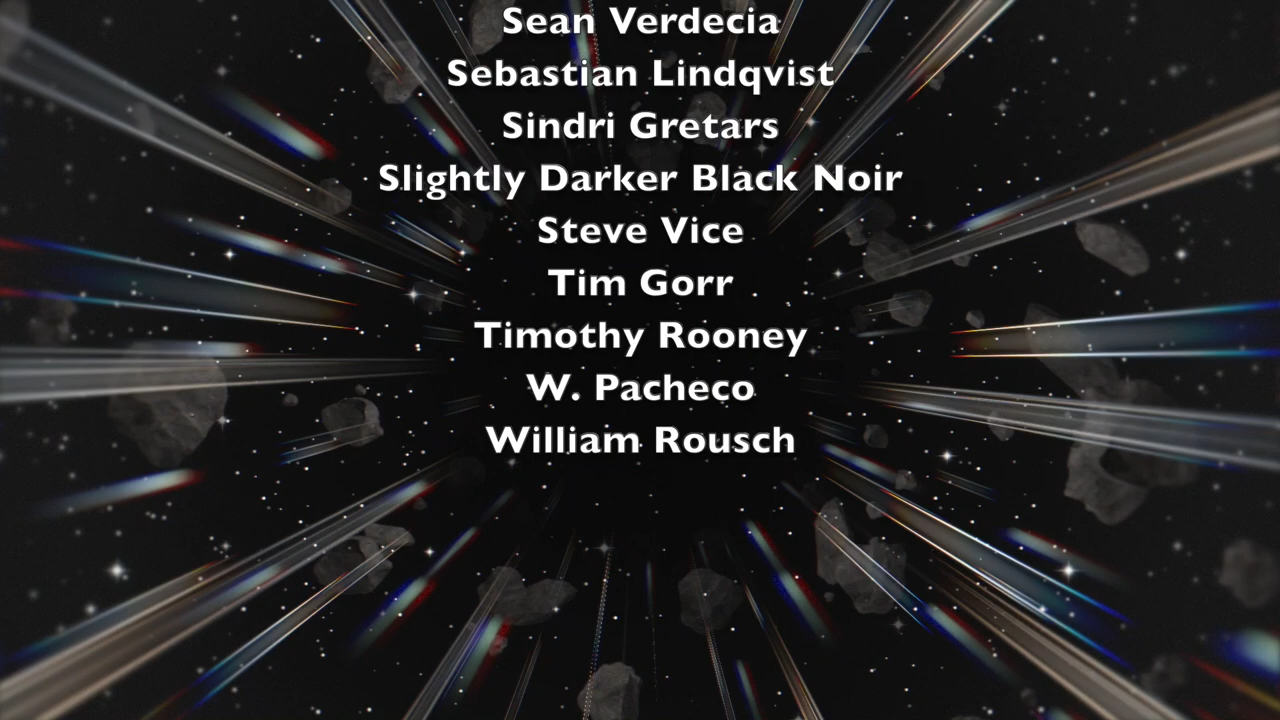 Sean Verdecia
Sebastian Lindqvist
Sindri Gretars
Slightly Darker Black Noir
Steve Vice
Tim Gorr
Timothy Rooney
W. Pacheco
William Rousch